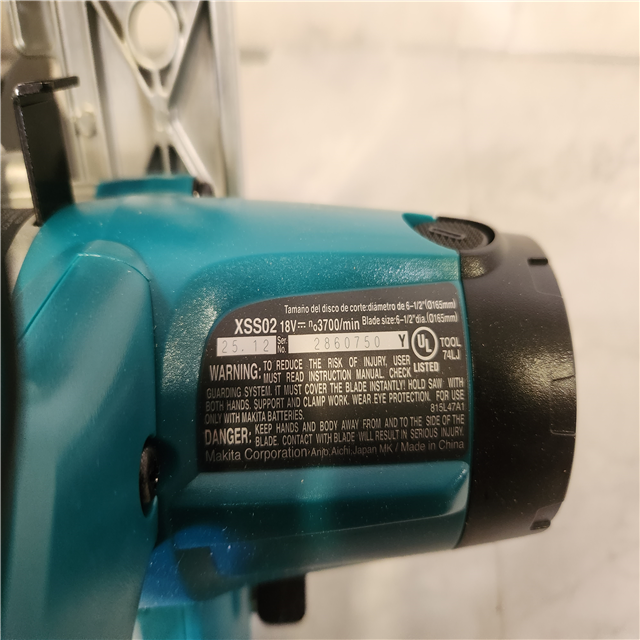 Tamaño del disco de corte:diámetro de 6-1/2"(Ø165mm)
XSS02 18V⎓ n₀3700/min Blade size:6-1/2"dia.(Ø165mm)
25.12 Ser. No. 2860750 Y
UL LISTED TOOL 74LJ
WARNING: TO REDUCE THE RISK OF INJURY, USER
MUST READ INSTRUCTION MANUAL. CHECK
GUARDING SYSTEM. IT MUST COVER THE BLADE INSTANTLY! HOLD SAW WITH
BOTH HANDS. SUPPORT AND CLAMP WORK. WEAR EYE PROTECTION. FOR USE
ONLY WITH MAKITA BATTERIES. 815L47A1
DANGER: KEEP HANDS AND BODY AWAY FROM AND TO THE SIDE OF THE
BLADE. CONTACT WITH BLADE WILL RESULT IN SERIOUS INJURY.
Makita Corporation Anjo,Aichi,Japan MK / Made in China